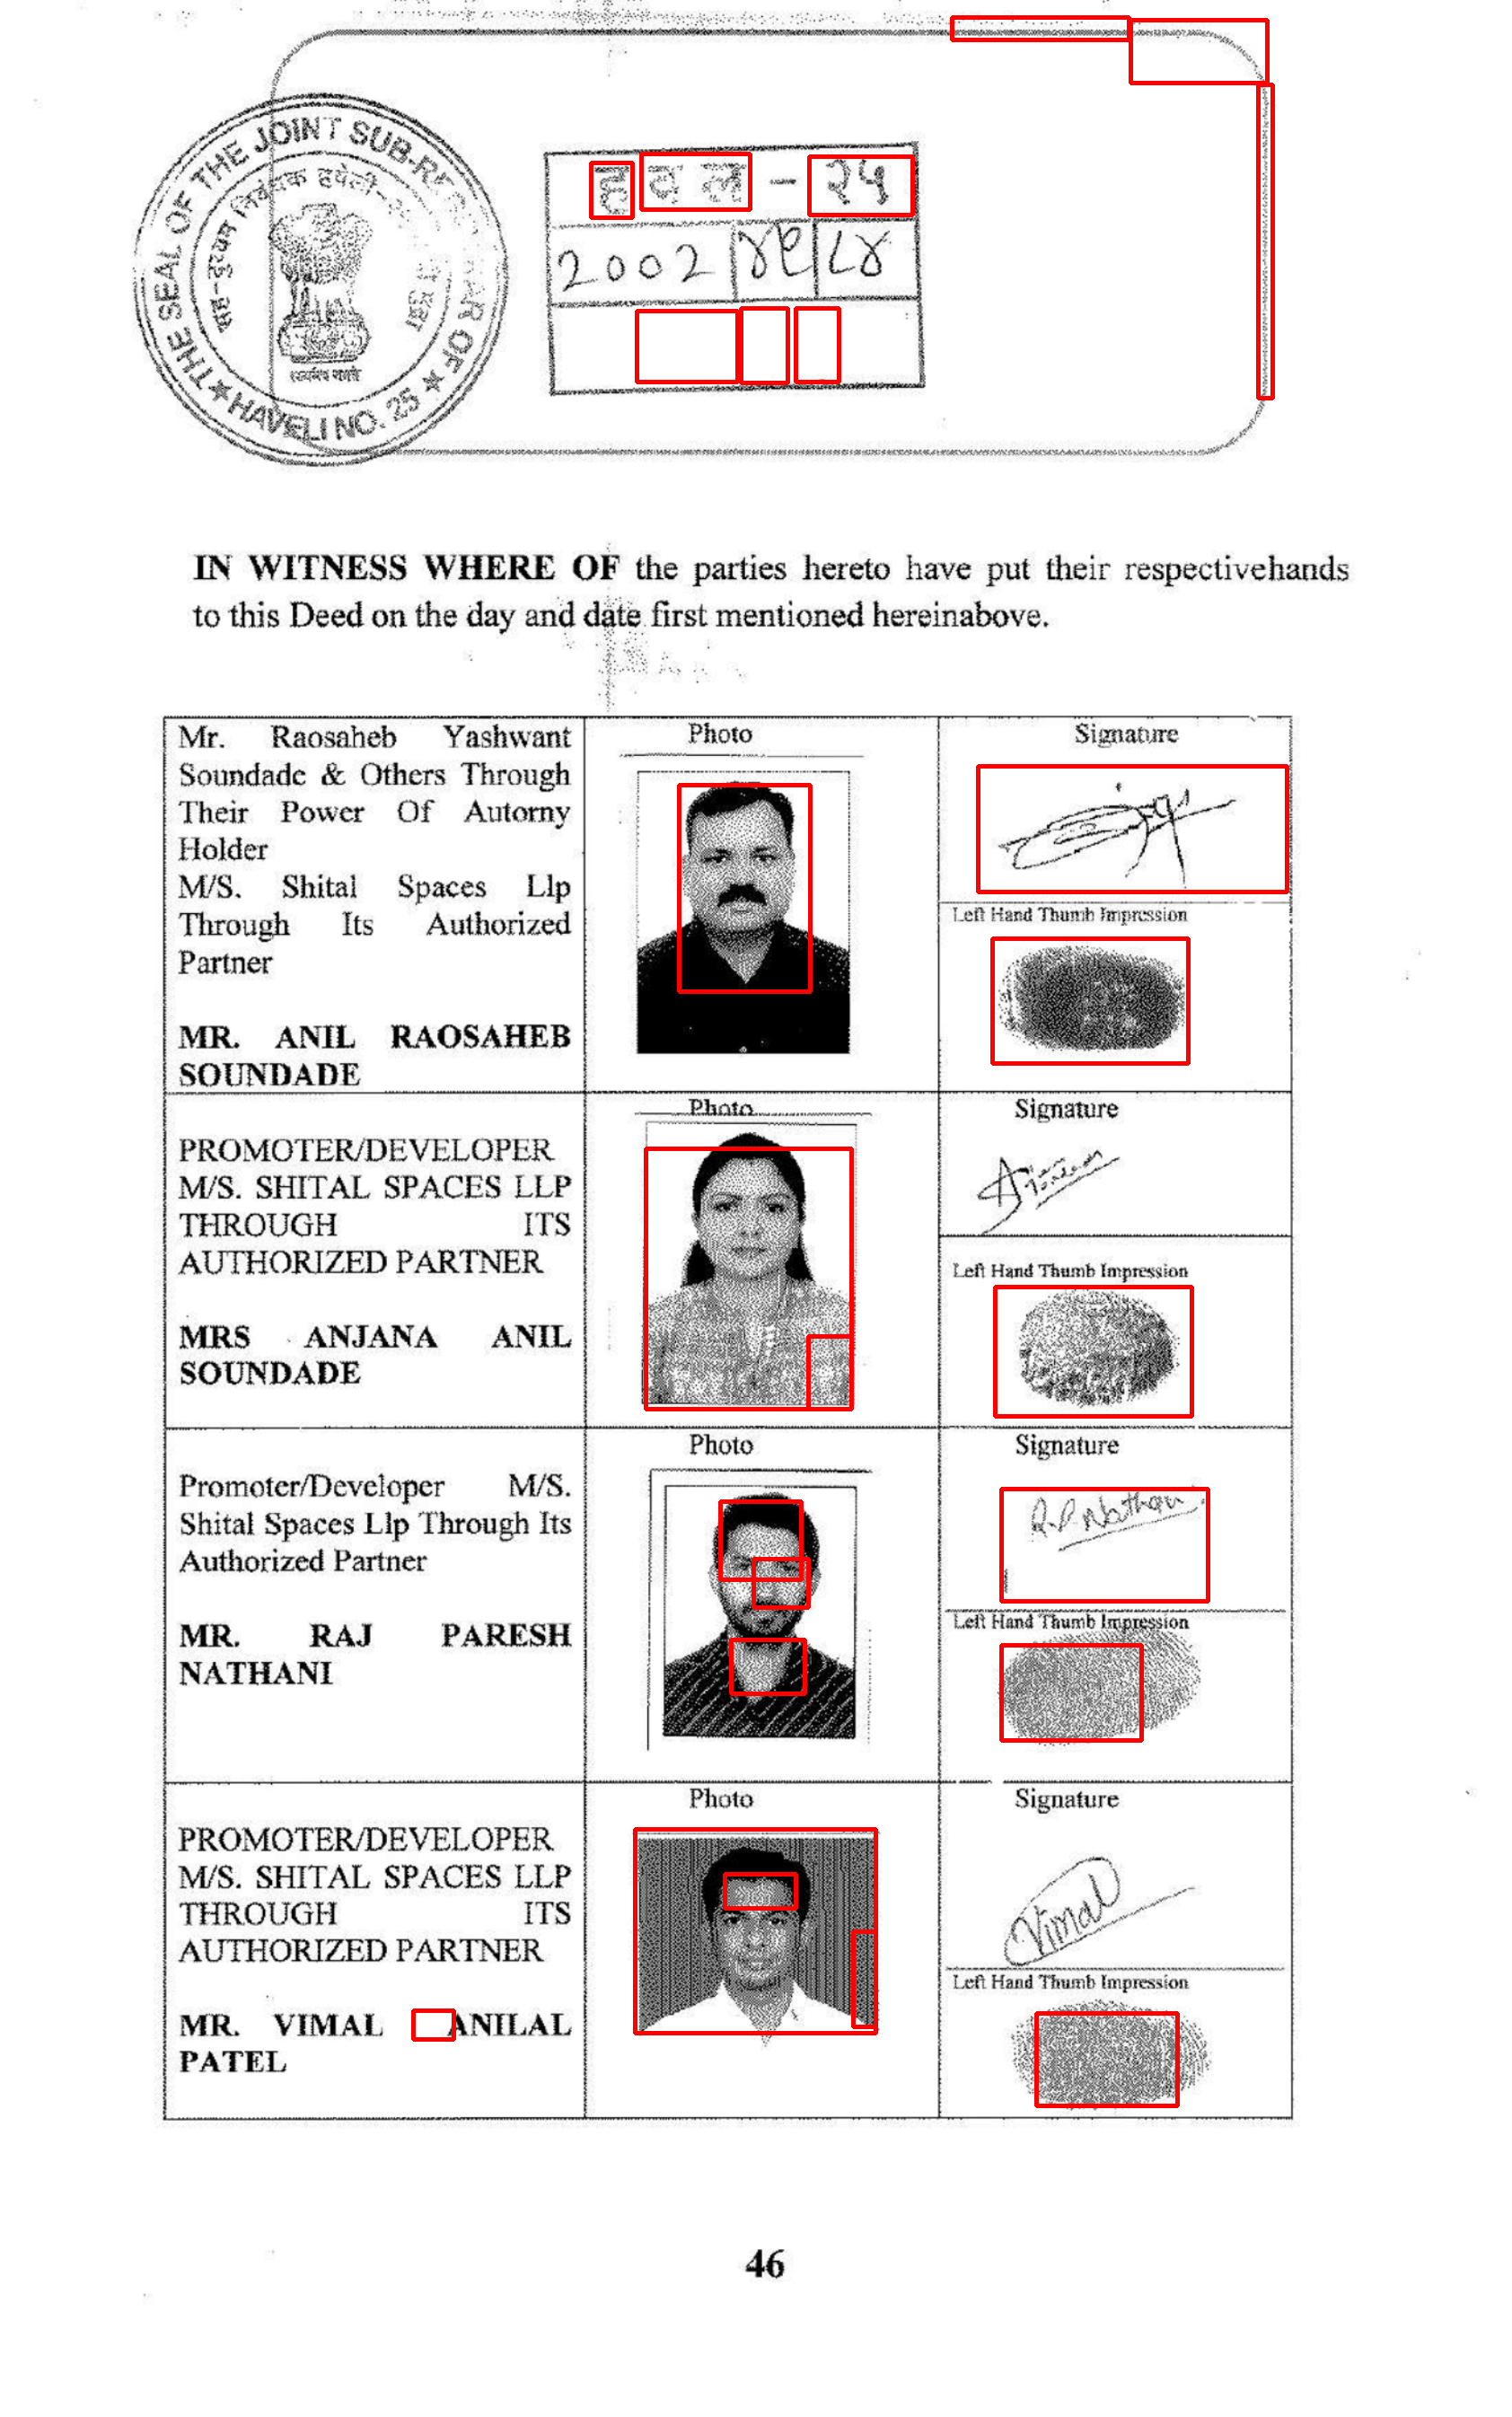 THE SEAL OF THE JOINT SUB-REGISTRAR OF
HAVELI NO. 25
सह-दुय्यम निबंधक हवेली-
सत्यमेव जयते
हवल - २५
2002 | ४६ | ८४
IN WITNESS WHERE OF the parties hereto have put their respectivehands
to this Deed on the day and date first mentioned hereinabove.
Mr. Raosaheb Yashwant
Soundade & Others Through
Their Power Of Autorny
Holder
M/S. Shital Spaces Llp
Through Its Authorized
Partner
MR. ANIL RAOSAHEB
SOUNDADE
Photo
Signature
Left Hand Thumb Impression
PROMOTER/DEVELOPER
M/S. SHITAL SPACES LLP
THROUGH ITS
AUTHORIZED PARTNER
MRS ANJANA ANIL
SOUNDADE
Photo
Signature
Left Hand Thumb Impression
Promoter/Developer M/S.
Shital Spaces Llp Through Its
Authorized Partner
MR. RAJ PARESH
NATHANI
Photo
Signature
R.P. Nathani
Left Hand Thumb Impression
PROMOTER/DEVELOPER
M/S. SHITAL SPACES LLP
THROUGH ITS
AUTHORIZED PARTNER
MR. VIMAL ANILAL
PATEL
Photo
Signature
Vimal
Left Hand Thumb Impression
46